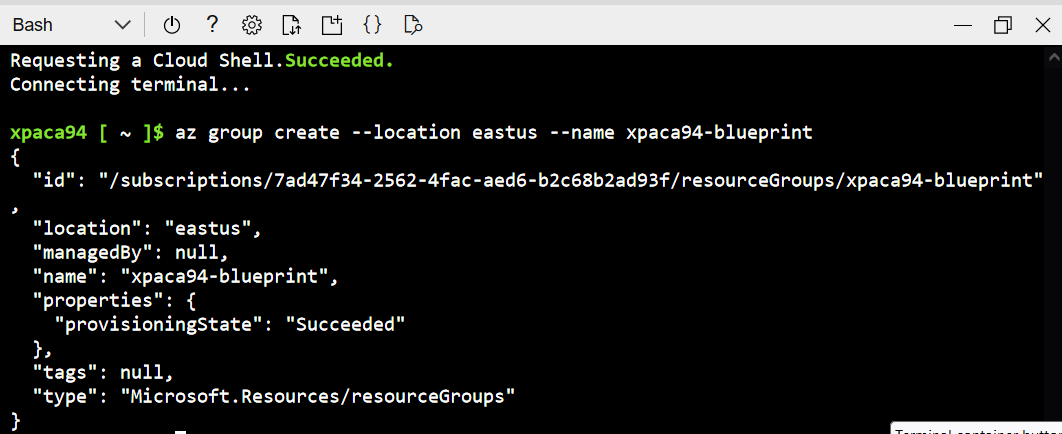 Bash
Requesting a Cloud Shell.Succeeded.
Connecting terminal...
xpaca94 [ ~ ]$ az group create --location eastus --name xpaca94-blueprint
{
  "id": "/subscriptions/7ad47f34-2562-4fac-aed6-b2c68b2ad93f/resourceGroups/xpaca94-blueprint"
,
  "location": "eastus",
  "managedBy": null,
  "name": "xpaca94-blueprint",
  "properties": {
    "provisioningState": "Succeeded"
  },
  "tags": null,
  "type": "Microsoft.Resources/resourceGroups"
}
Terminal container butto